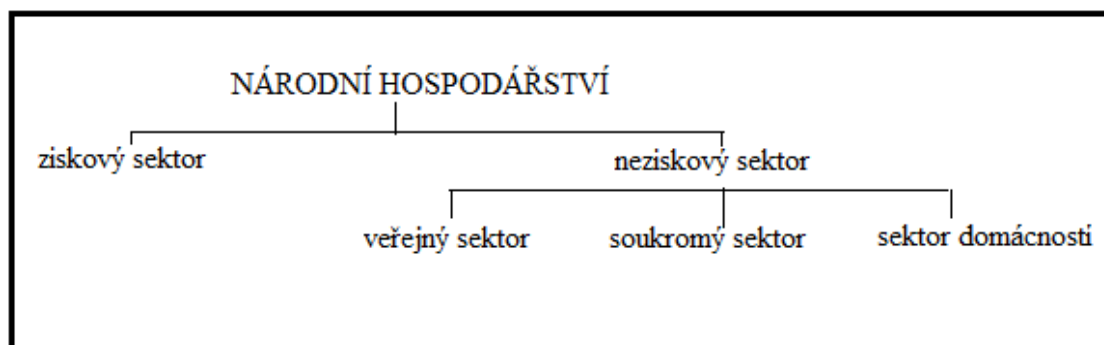 NÁRODNÍ HOSPODÁŘSTVÍ
ziskový sektor neziskový sektor
veřejný sektor soukromý sektor sektor domácností